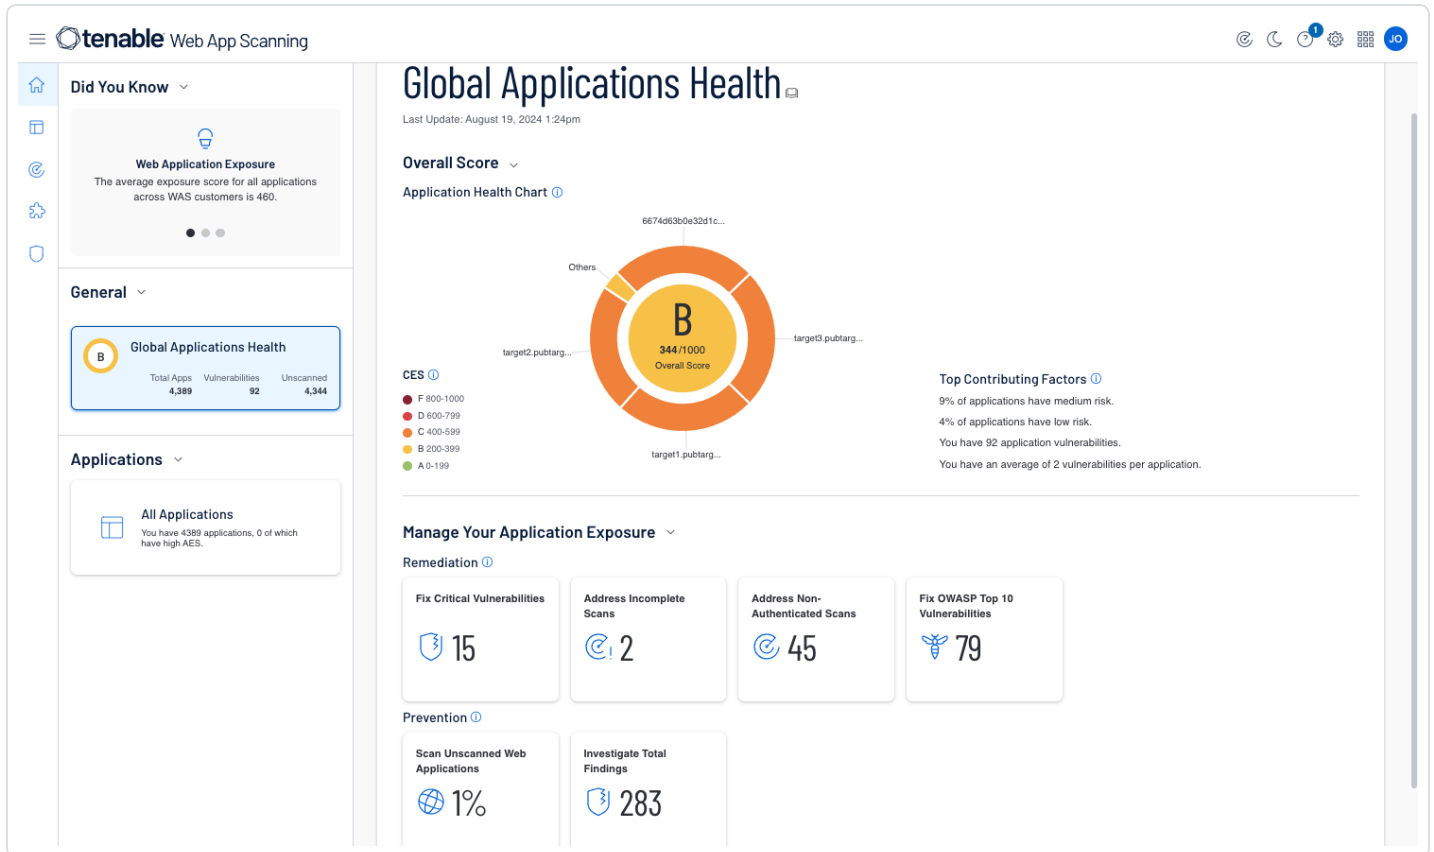 tenable Web App Scanning
1
JO
Did You Know
Web Application Exposure
The average exposure score for all applications
across WAS customers is 460.
General
B
Global Applications Health
Total Apps Vulnerabilities Unscanned
4,389 92 4,344
Applications
All Applications
You have 4389 applications, 0 of which
have high AES.
Global Applications Health
Last Update: August 19, 2024 1:24pm
Overall Score
Application Health Chart
6674d63b0e32d1c...
Others
target3.pubtarg...
target2.pubtarg...
target1.pubtarg...
B
344/1000
Overall Score
CES
F 800-1000
D 600-799
C 400-599
B 200-399
A 0-199
Top Contributing Factors
9% of applications have medium risk.
4% of applications have low risk.
You have 92 application vulnerabilities.
You have an average of 2 vulnerabilities per application.
Manage Your Application Exposure
Remediation
Fix Critical Vulnerabilities
15
Address Incomplete
Scans
2
Address Non-
Authenticated Scans
45
Fix OWASP Top 10
Vulnerabilities
79
Prevention
Scan Unscanned Web
Applications
1%
Investigate Total
Findings
283